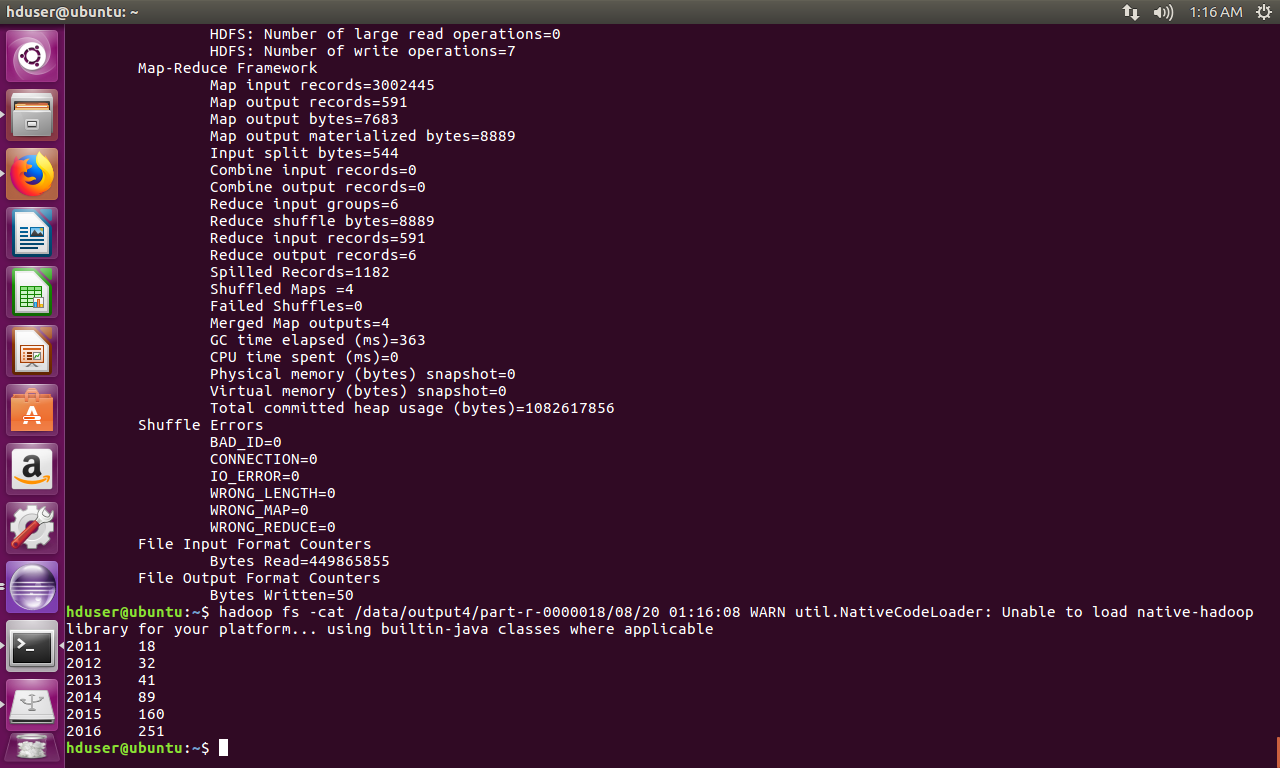 hduser@ubuntu: ~
1:16 AM
HDFS: Number of large read operations=0
HDFS: Number of write operations=7
Map-Reduce Framework
Map input records=3002445
Map output records=591
Map output bytes=7683
Map output materialized bytes=8889
Input split bytes=544
Combine input records=0
Combine output records=0
Reduce input groups=6
Reduce shuffle bytes=8889
Reduce input records=591
Reduce output records=6
Spilled Records=1182
Shuffled Maps =4
Failed Shuffles=0
Merged Map outputs=4
GC time elapsed (ms)=363
CPU time spent (ms)=0
Physical memory (bytes) snapshot=0
Virtual memory (bytes) snapshot=0
Total committed heap usage (bytes)=1082617856
Shuffle Errors
BAD_ID=0
CONNECTION=0
IO_ERROR=0
WRONG_LENGTH=0
WRONG_MAP=0
WRONG_REDUCE=0
File Input Format Counters
Bytes Read=449865855
File Output Format Counters
Bytes Written=50
hduser@ubuntu:~$ hadoop fs -cat /data/output4/part-r-0000018/08/20 01:16:08 WARN util.NativeCodeLoader: Unable to load native-hadoop
library for your platform... using builtin-java classes where applicable
2011 18
2012 32
2013 41
2014 89
2015 160
2016 251
hduser@ubuntu:~$